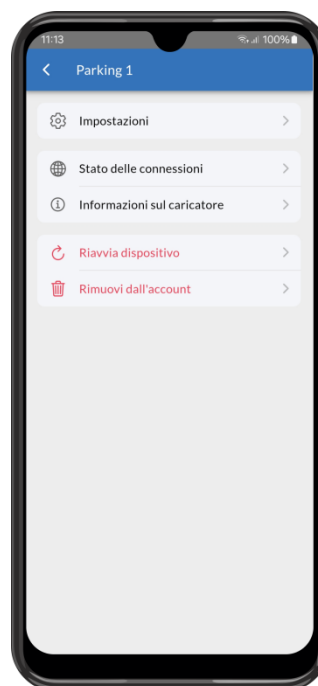 11:13 100%
Parking 1
Impostazioni
Stato delle connessioni
Informazioni sul caricatore
Riavvia dispositivo
Rimuovi dall'account